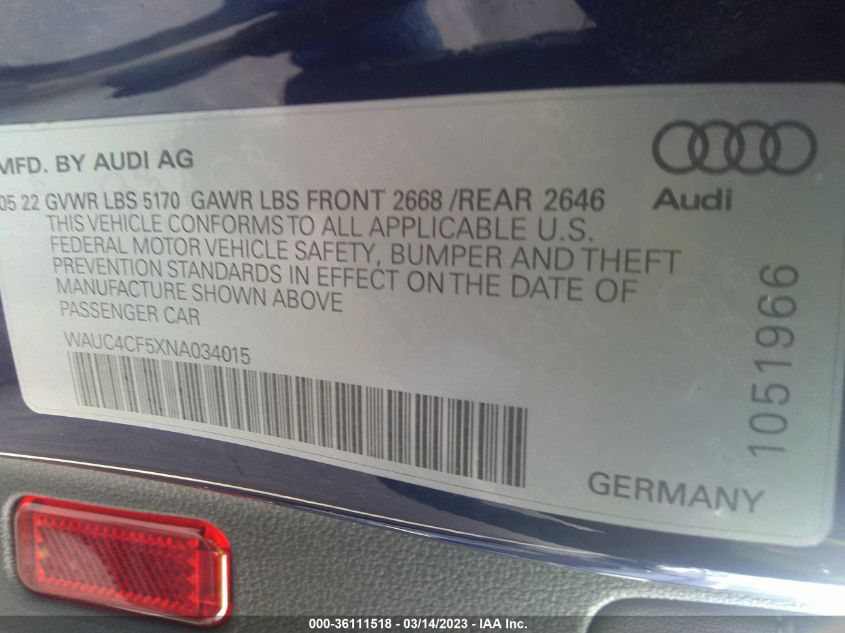 MFD. BY AUDI AG
05 22 GVWR LBS 5170 GAWR LBS FRONT 2668 /REAR 2646
THIS VEHICLE CONFORMS TO ALL APPLICABLE U.S.
FEDERAL MOTOR VEHICLE SAFETY, BUMPER AND THEFT
PREVENTION STANDARDS IN EFFECT ON THE DATE OF
MANUFACTURE SHOWN ABOVE
PASSENGER CAR
WAUC4CF5XNA034015
Audi
1051966
GERMANY
000-36111518 - 03/14/2023 - IAA Inc.